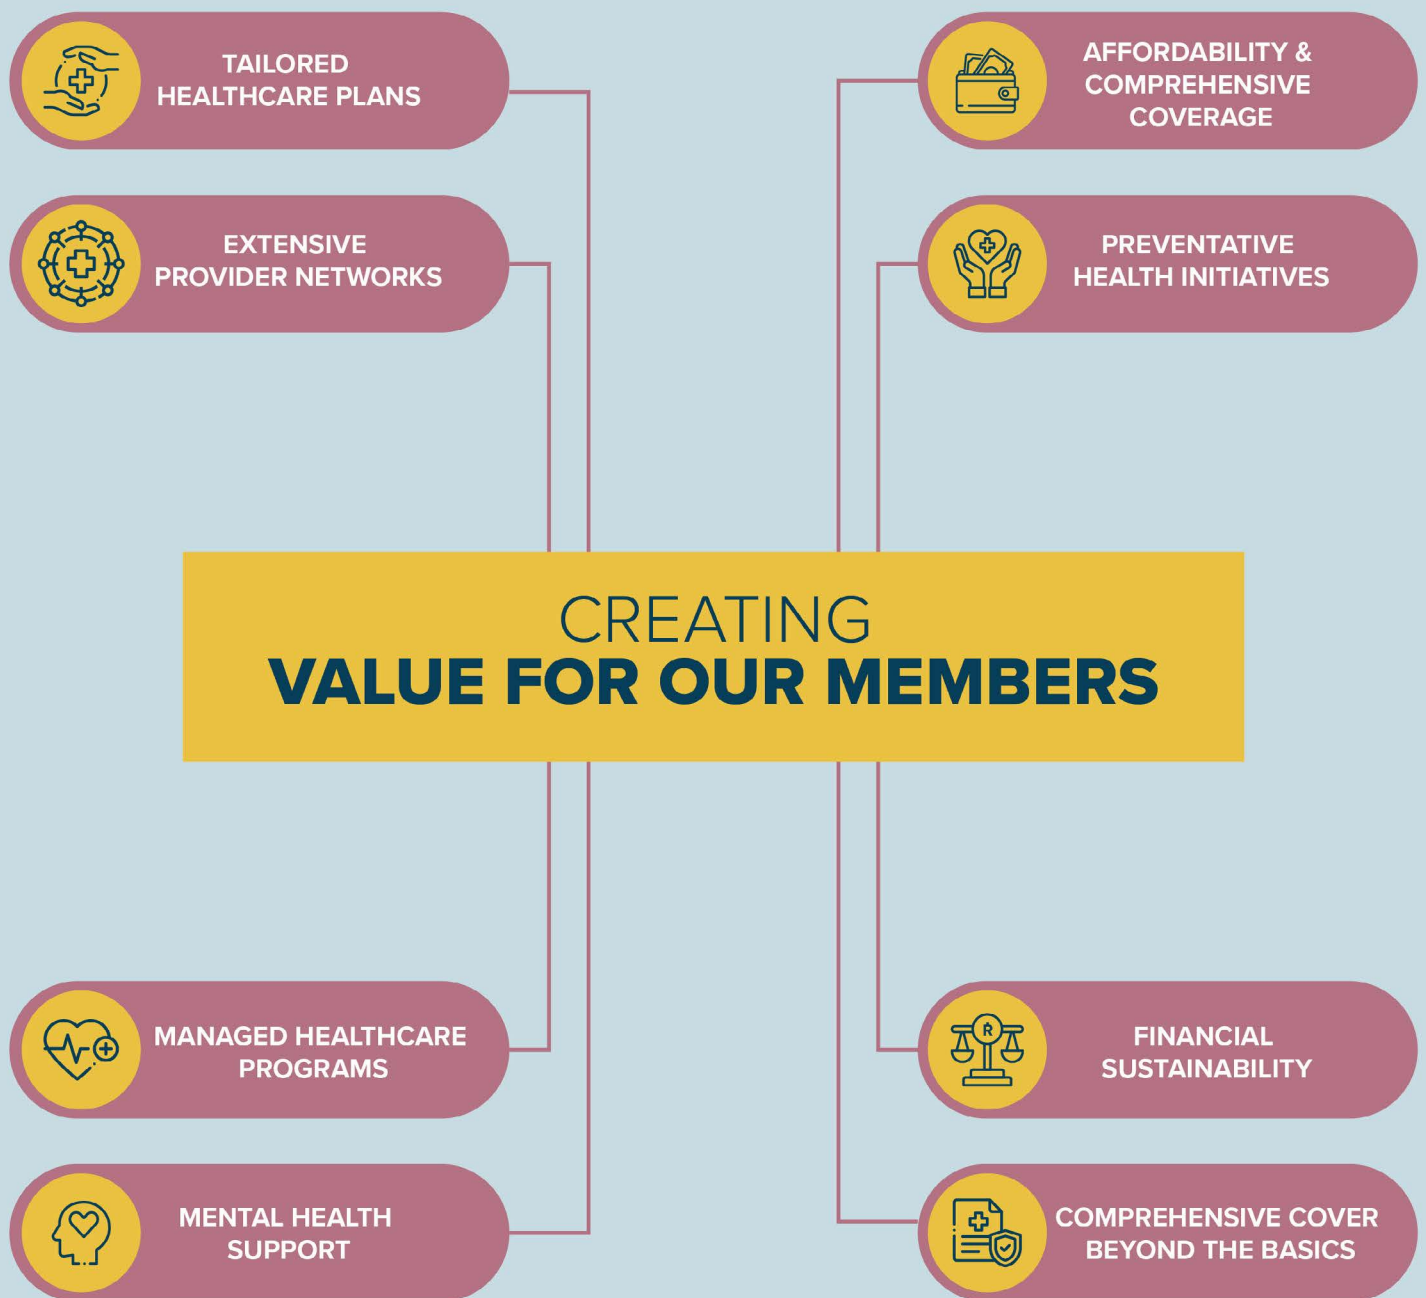 TAILORED
HEALTHCARE PLANS
AFFORDABILITY &
COMPREHENSIVE
COVERAGE
EXTENSIVE
PROVIDER NETWORKS
PREVENTATIVE
HEALTH INITIATIVES
CREATING
VALUE FOR OUR MEMBERS
MANAGED HEALTHCARE
PROGRAMS
R
FINANCIAL
SUSTAINABILITY
MENTAL HEALTH
SUPPORT
COMPREHENSIVE COVER
BEYOND THE BASICS